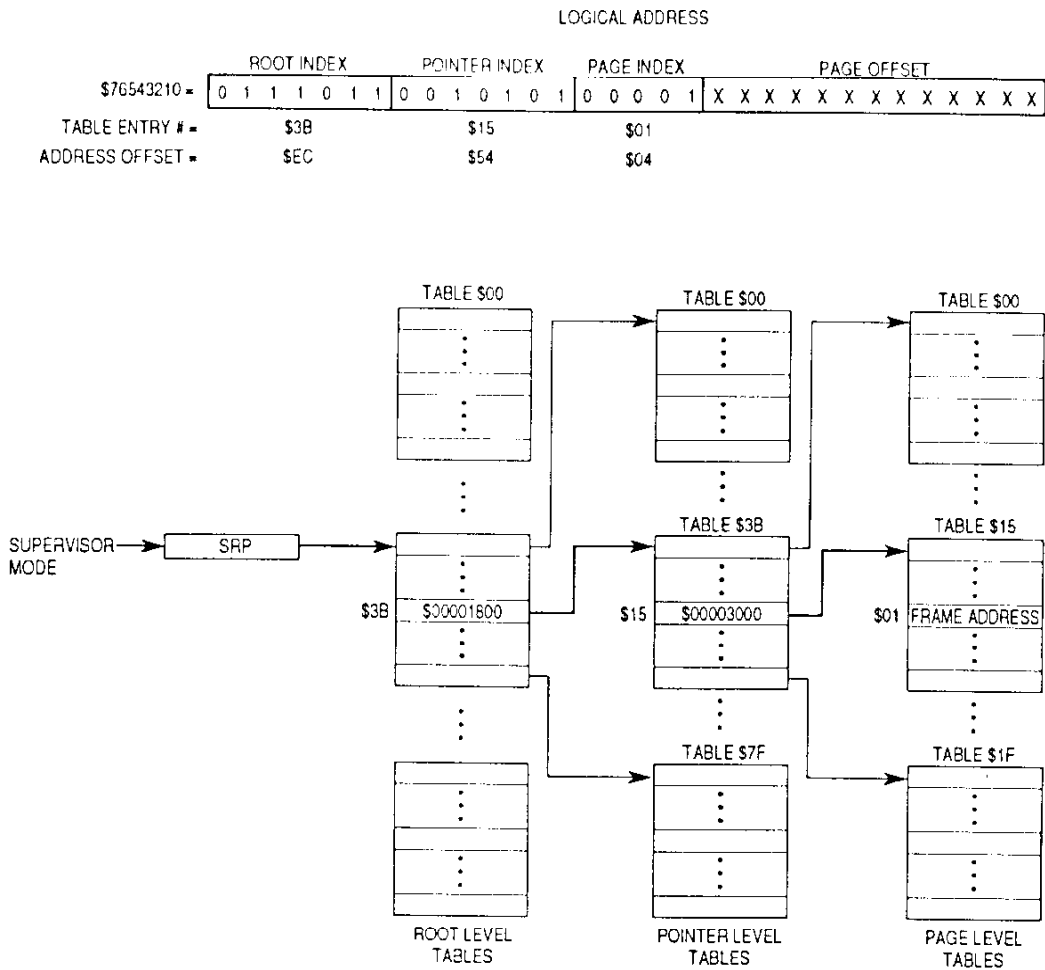 LOGICAL ADDRESS
ROOT INDEX POINTER INDEX PAGE INDEX PAGE OFFSET
$76543210 = 0 1 1 1 0 1 1 0 0 1 0 1 0 1 0 0 0 0 1 X X X X X X X X X X X X X
TABLE ENTRY # = $3B $15 $01
ADDRESS OFFSET = $EC $54 $04
TABLE $00 TABLE $00 TABLE $00
TABLE $3B TABLE $15
SUPERVISOR MODE
SRP
$3B $00001800 $15 $00003000 $01 FRAME ADDRESS
TABLE $7F TABLE $1F
ROOT LEVEL TABLES
POINTER LEVEL TABLES
PAGE LEVEL TABLES